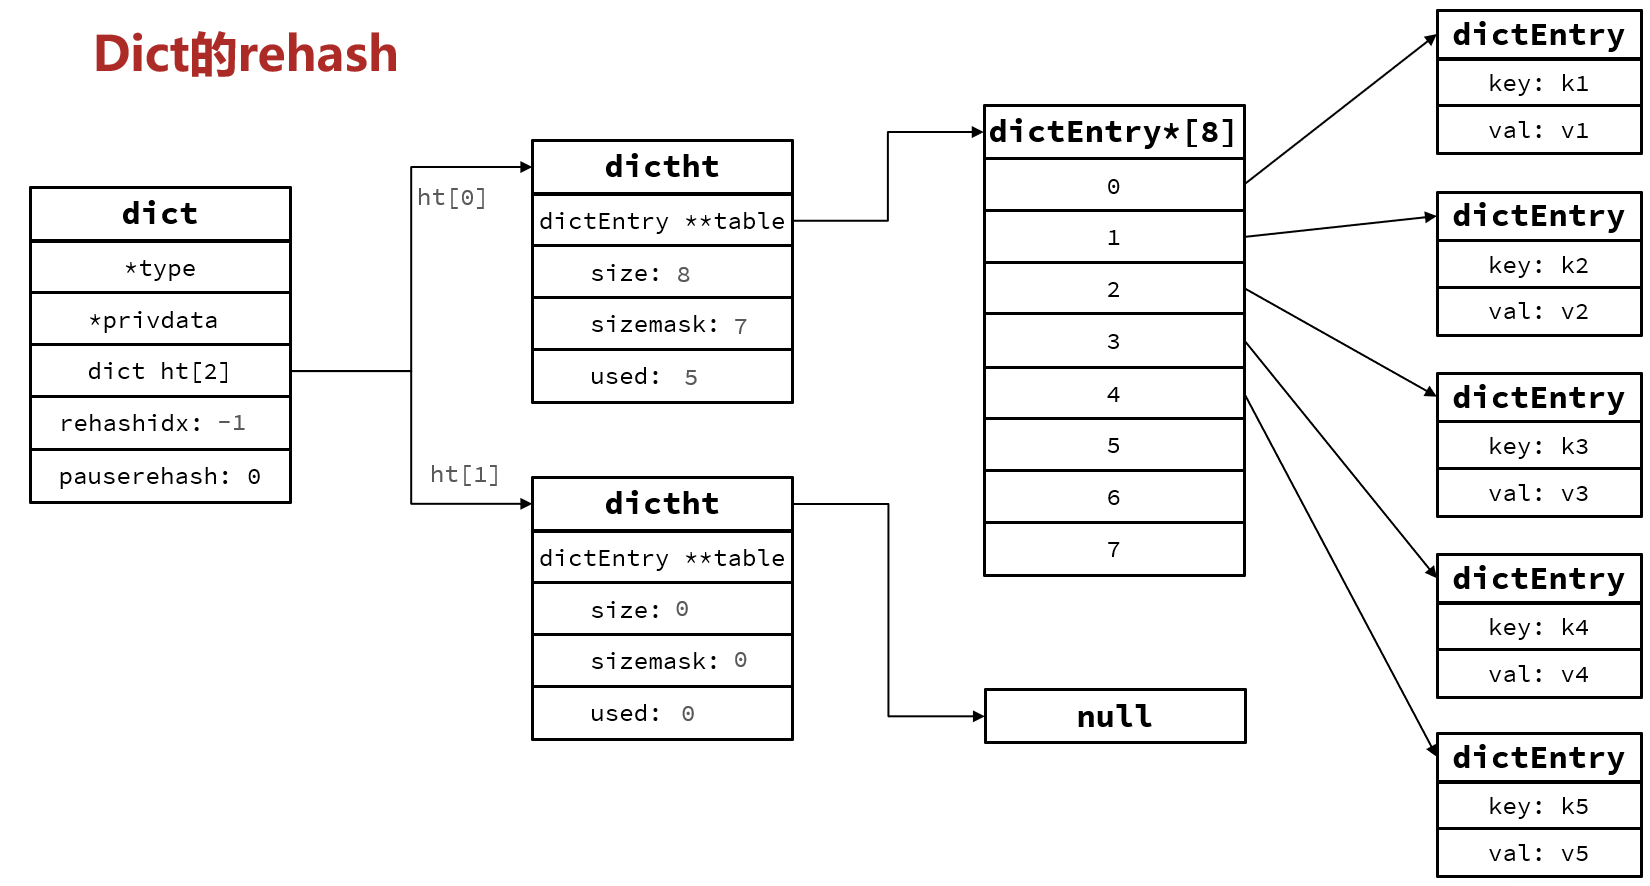 Dict的rehash
dict
*type
*privdata
dict ht[2]
rehashidx: -1
pauserehash: 0
ht[0]
ht[1]
dictht
dictEntry **table
size: 8
sizemask: 7
used: 5
dictht
dictEntry **table
size: 0
sizemask: 0
used: 0
dictEntry*[8]
0
1
2
3
4
5
6
7
null
dictEntry
key: k1
val: v1
dictEntry
key: k2
val: v2
dictEntry
key: k3
val: v3
dictEntry
key: k4
val: v4
dictEntry
key: k5
val: v5